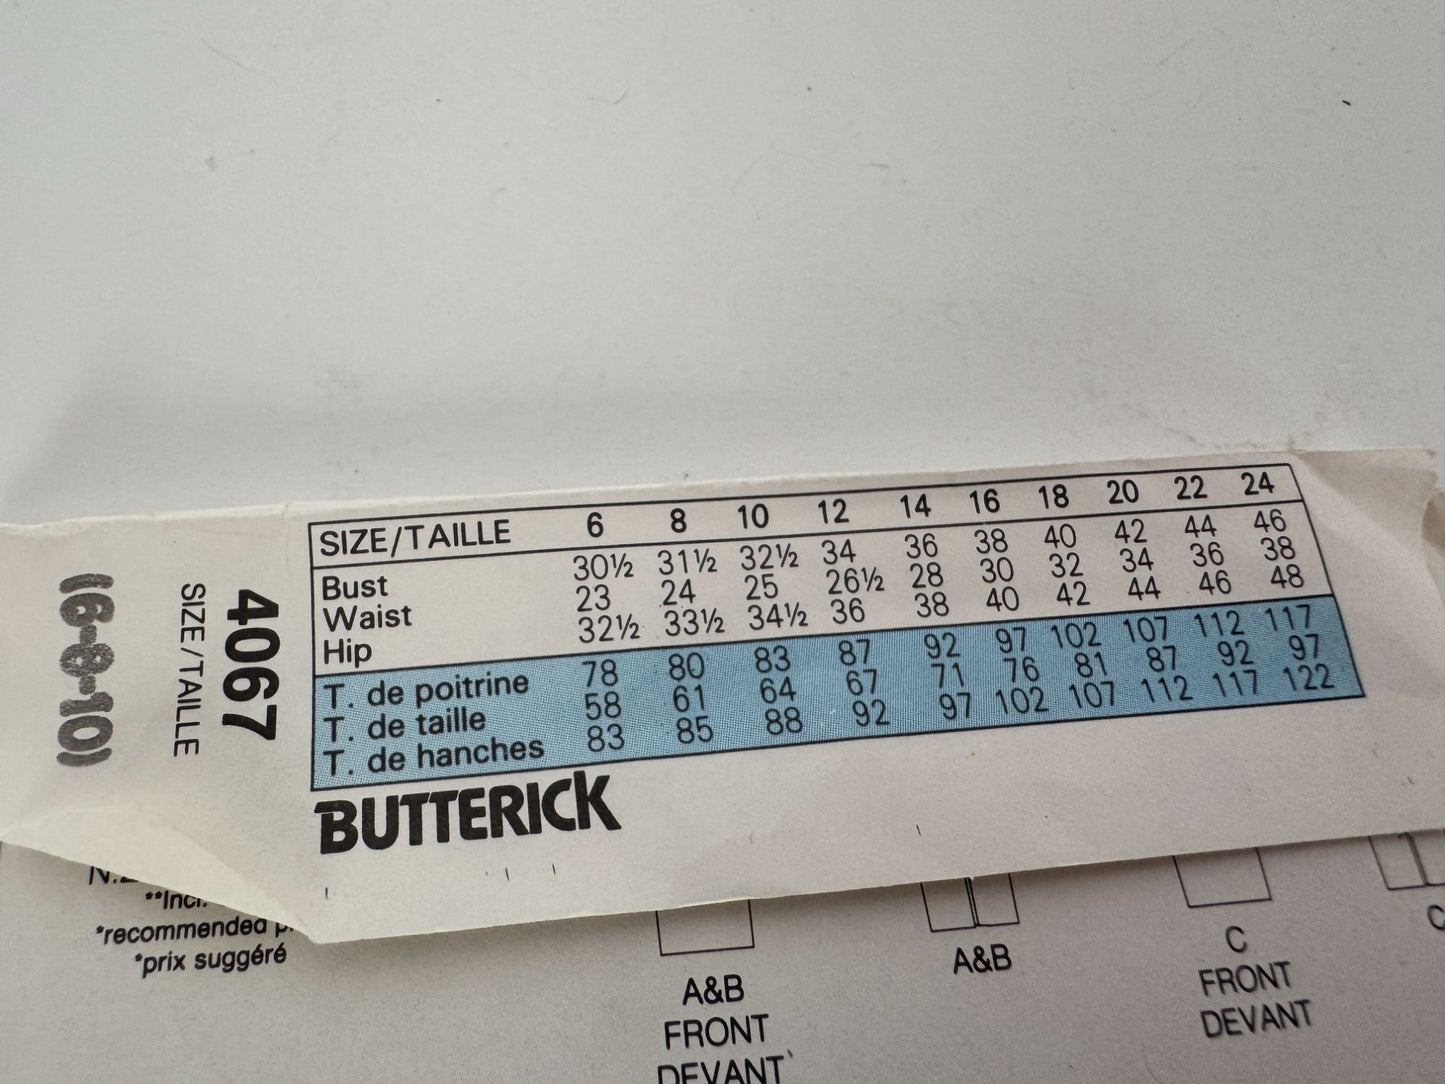 (6-8-10)
SIZE/TAILLE
4067
SIZE/TAILLE 6 8 10 12 14 16 18 20 22 24
Bust 30½ 31½ 32½ 34 36 38 40 42 44 46
Waist 23 24 25 26½ 28 30 32 34 36 38
Hip 32½ 33½ 34½ 36 38 40 42 44 46 48
T. de poitrine 78 80 83 87 92 97 102 107 112 117
T. de taille 58 61 64 67 71 76 81 87 92 97
T. de hanches 83 85 88 92 97 102 107 112 117 122
BUTTERICK
**Incl.
*recommended
*prix suggéré
A&B
FRONT
DEVANT
A&B
C
FRONT
DEVANT
C